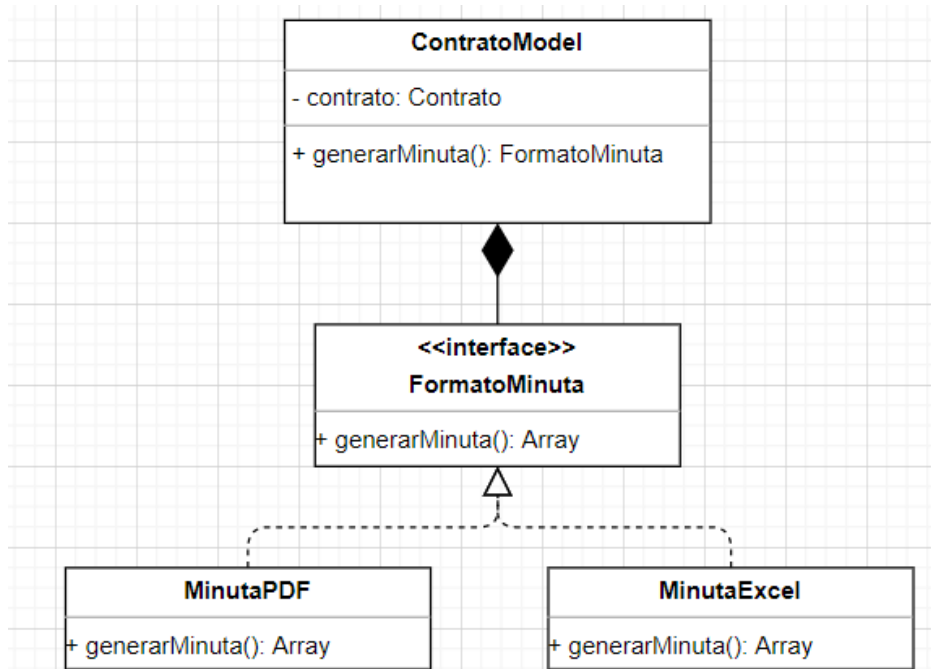 ContratoModel
- contrato: Contrato
+ generarMinuta(): FormatoMinuta
<<interface>>
FormatoMinuta
+ generarMinuta(): Array
MinutaPDF
+ generarMinuta(): Array
MinutaExcel
+ generarMinuta(): Array